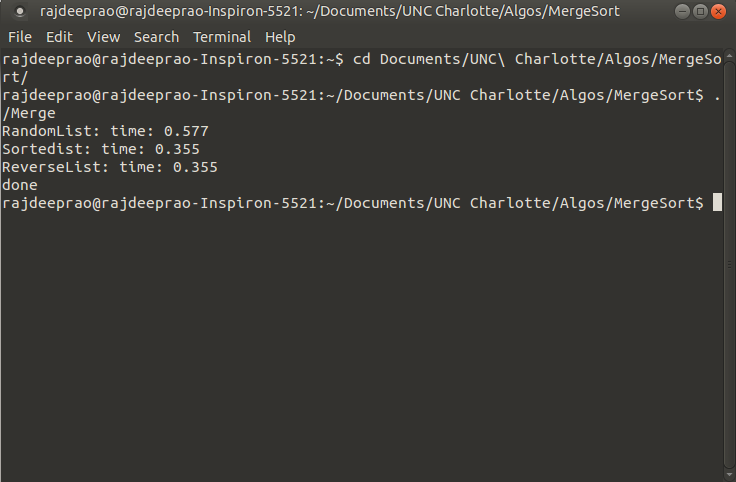 rajdeeprao@rajdeeprao-Inspiron-5521: ~/Documents/UNC Charlotte/Algos/MergeSort
File Edit View Search Terminal Help
rajdeeprao@rajdeeprao-Inspiron-5521:~$ cd Documents/UNC\ Charlotte/Algos/MergeSo
rt/
rajdeeprao@rajdeeprao-Inspiron-5521:~/Documents/UNC Charlotte/Algos/MergeSort$ .
/Merge
RandomList: time: 0.577
Sortedist: time: 0.355
ReverseList: time: 0.355
done
rajdeeprao@rajdeeprao-Inspiron-5521:~/Documents/UNC Charlotte/Algos/MergeSort$